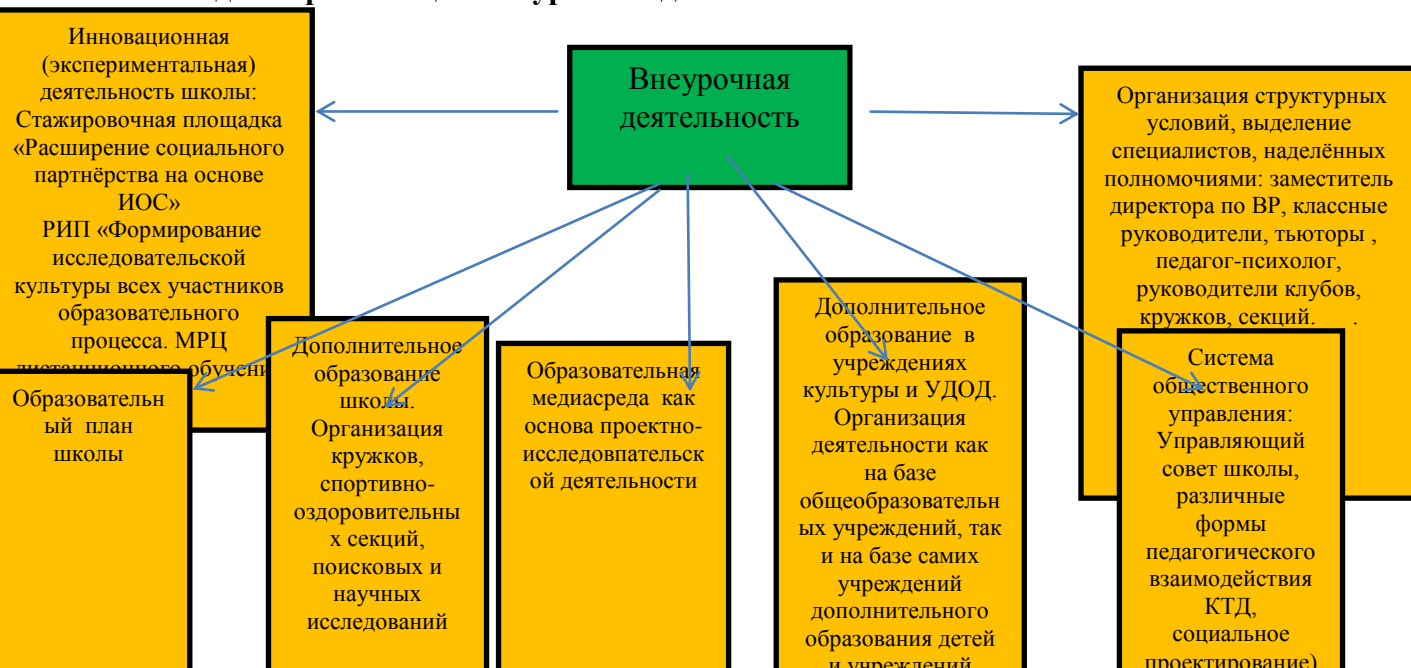 Внеурочная
деятельность
Инновационная
(экспериментальная)
деятельность школы:
Стажировочная площадка
«Расширение социального
партнёрства на основе
ИОС»
РИП «Формирование
исследовательской
культуры всех участников
образовательного
процесса. МРЦ
дистанционного обучени
Организация структурных
условий, выделение
специалистов, наделённых
полномочиями: заместитель
директора по ВР, классные
руководители, тьюторы ,
педагог-психолог,
руководители клубов,
кружков, секций. .
Образовательн
ый план
школы
Дополнительное
образование
школы.
Организация
кружков,
спортивно-
оздоровительны
х секций,
поисковых и
научных
исследований
Образовательная
медиасреда как
основа проектно-
исследовпательск
ой деятельности
Дополнительное
образование в
учреждениях
культуры и УДОД.
Организация
деятельности как
на базе
общеобразовательн
ых учреждений, так
и на базе самих
учреждений
дополнительного
образования детей
и учреждений
Система
общественного
управления:
Управляющий
совет школы,
различные
формы
педагогического
взаимодействия
КТД,
социальное
проектирование)